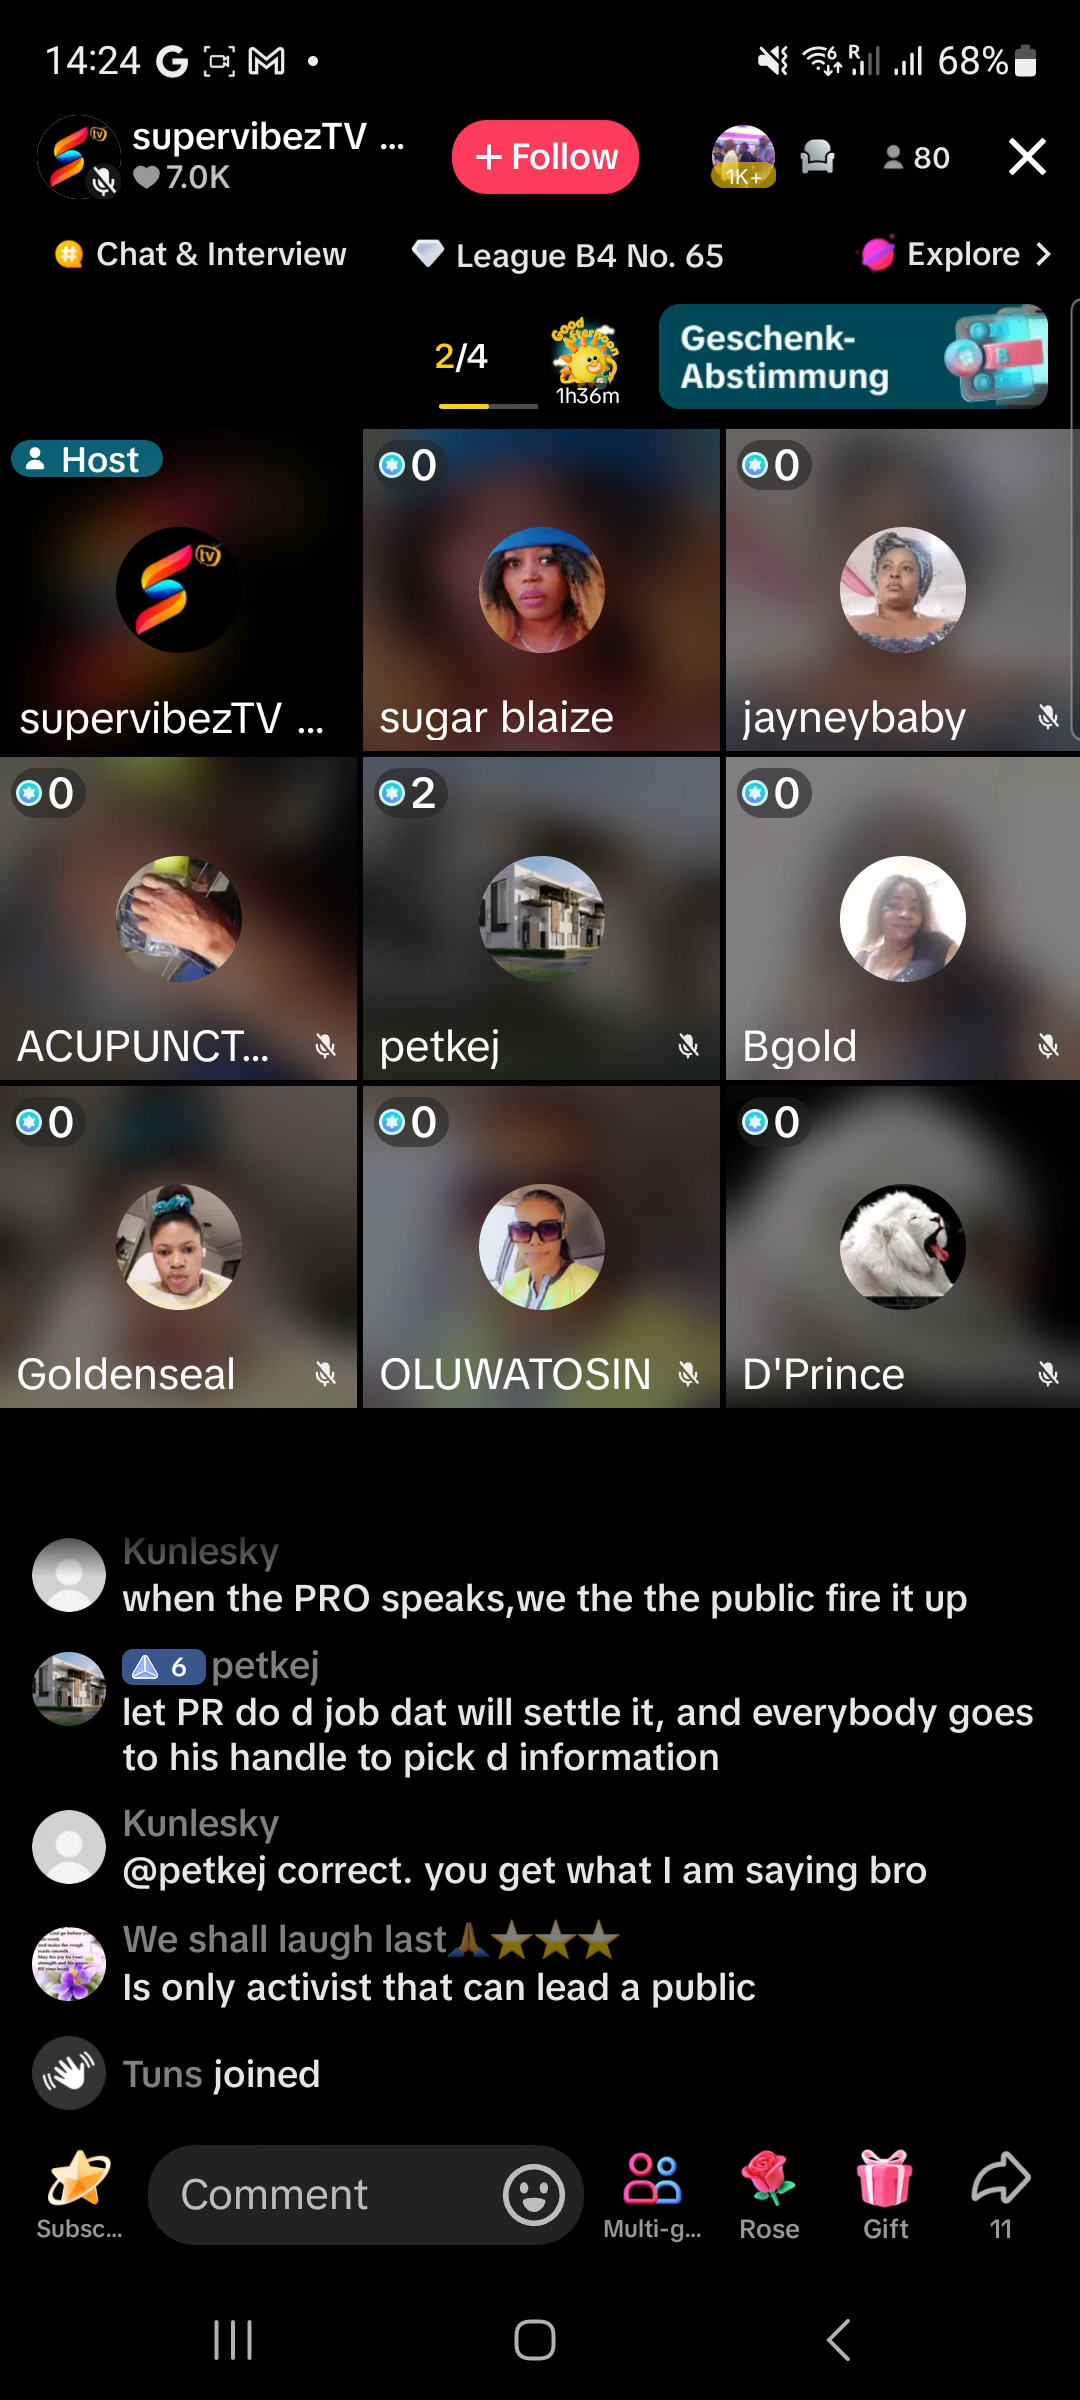 14:24
R
6
68%
supervibezTV ...
7.0K
+ Follow
1K+
80
Chat & Interview
League B4 No. 65
Explore >
2/4
Good
Afternoon
1h36m
Geschenk-
Abstimmung
Host
0
0
tv
supervibezTV ...
sugar blaize
jayneybaby
0
2
0
ACUPUNCT...
petkej
Bgold
0
0
0
Goldenseal
OLUWATOSIN
D'Prince
Kunlesky
when the PRO speaks,we the the public fire it up
6 petkej
let PR do d job dat will settle it, and everybody goes
to his handle to pick d information
Kunlesky
@petkej correct. you get what I am saying bro
We shall laugh last🙏⭐⭐⭐
Is only activist that can lead a public
Tuns joined
Comment
Subsc...
Multi-g...
Rose
Gift
11